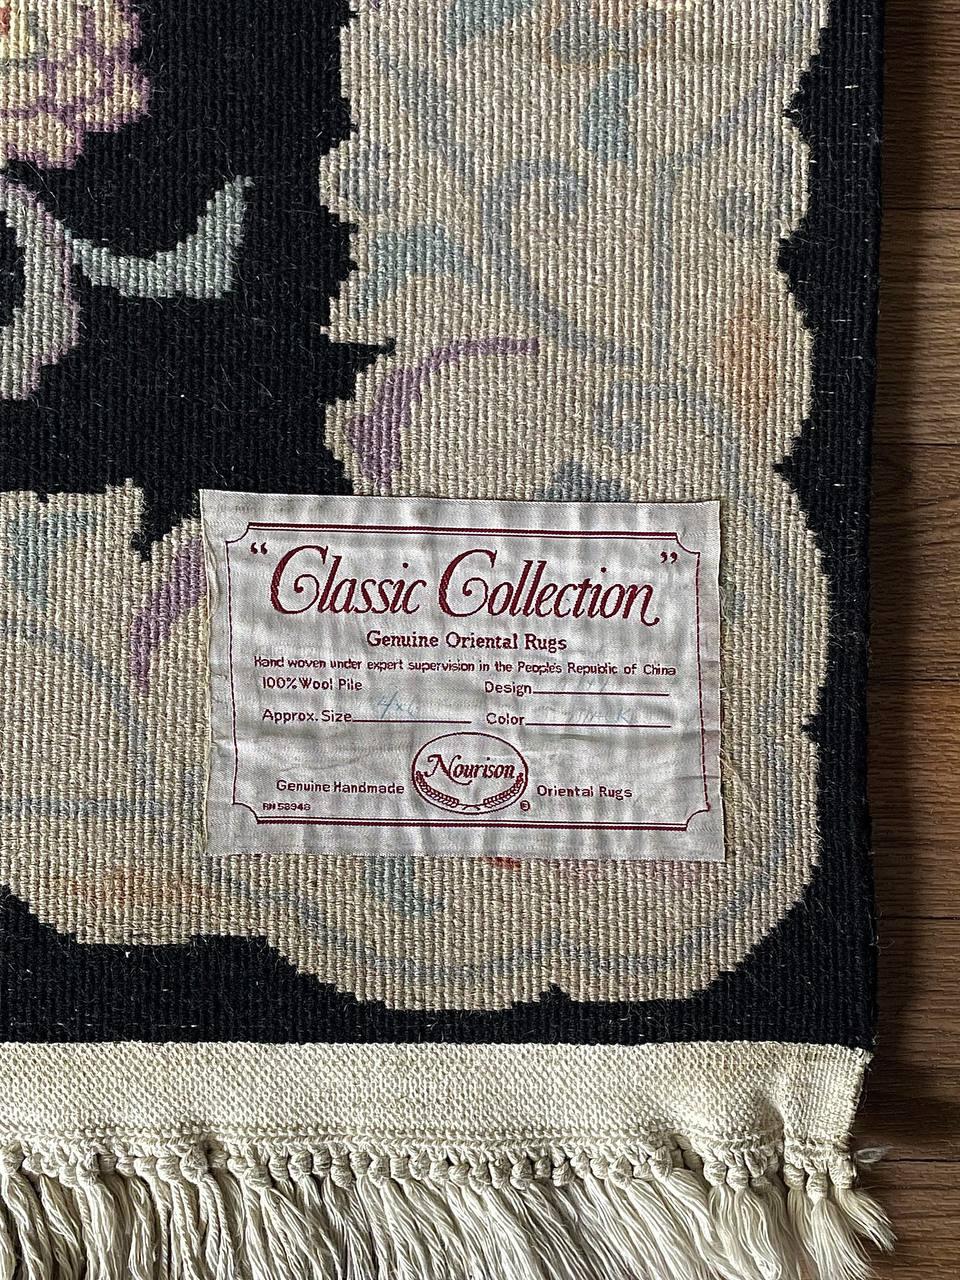 “Classic Collection”
Genuine Oriental Rugs
Hand woven under expert supervision in the People's Republic of China
100% Wool Pile Design
Approx. Size 4x6 Color
Nourison
Genuine Handmade Oriental Rugs
RN 58948 ®